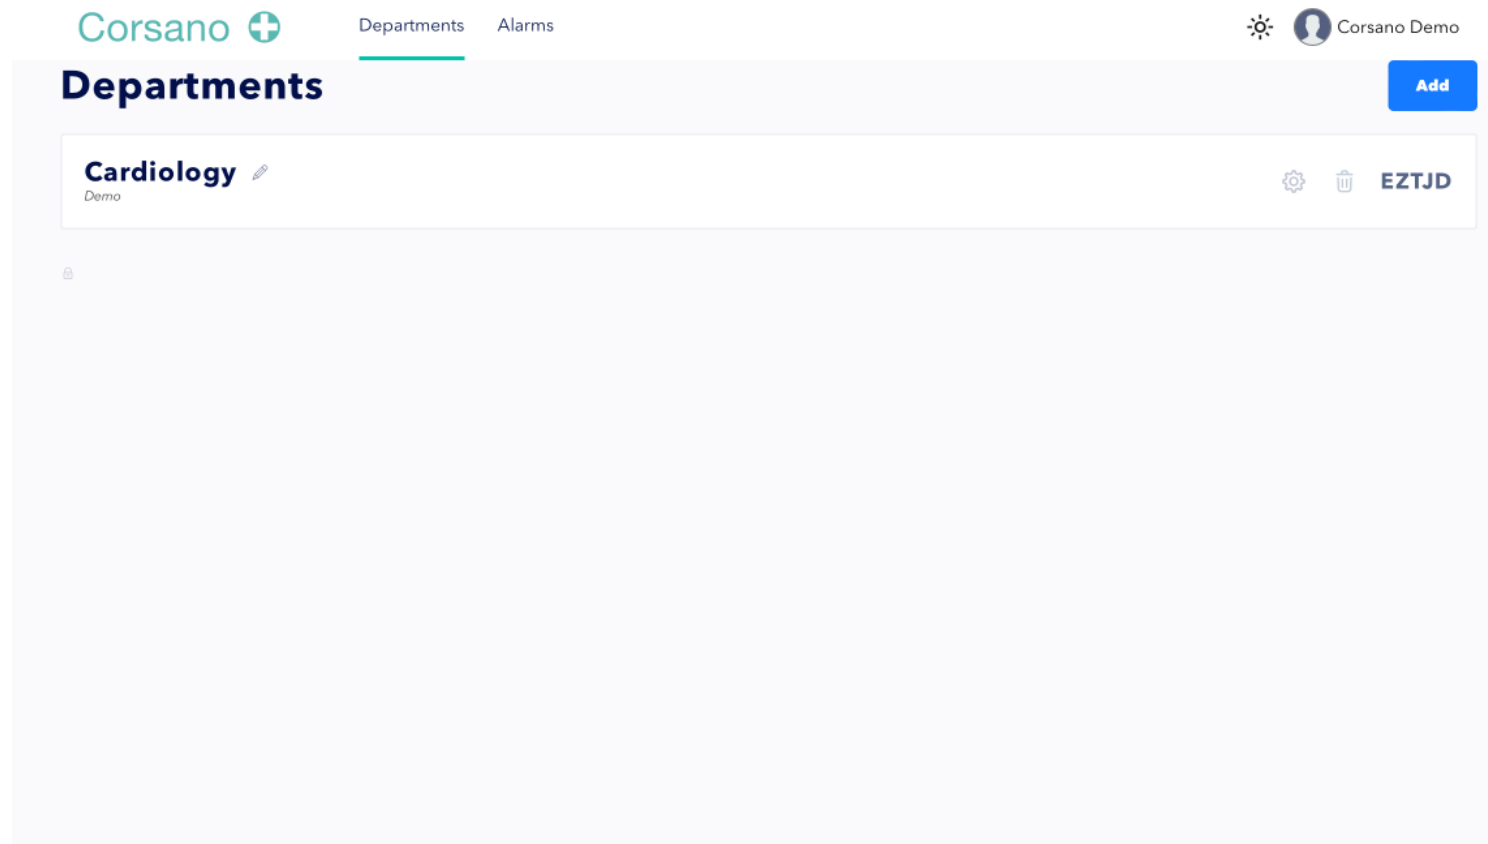 Corsano
Departments Alarms
Corsano Demo
Departments
Add
Cardiology
Demo
EZTJD